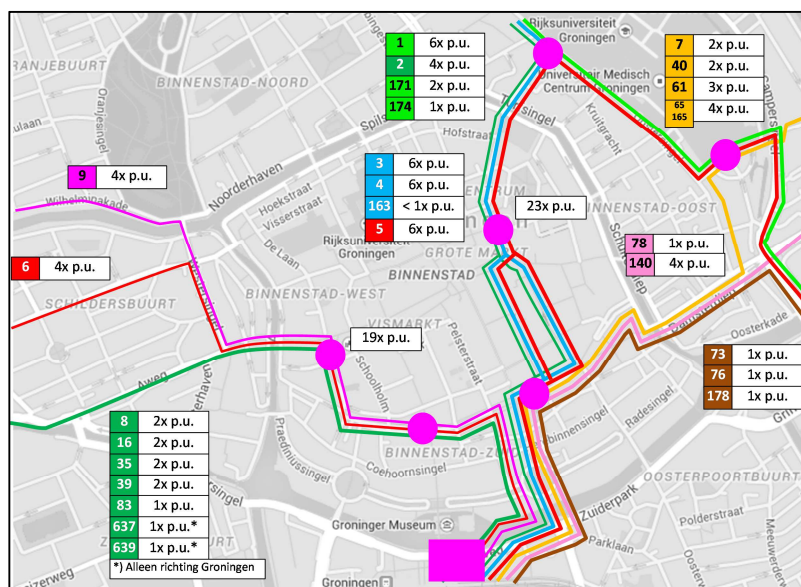 Rijksuniversiteit
Groningen
1 6x p.u.
2 4x p.u.
171 2x p.u.
174 1x p.u.
7 2x p.u.
40 2x p.u.
61 3x p.u.
65
165 4x p.u.
BINNENSTAD-NOORD
Oranjesingel
Universitair Medisch
Centrum Groningen
Hofstraat
Kruitgracht
Noorderhaven
9 4x p.u.
3 6x p.u.
4 6x p.u.
163 < 1x p.u.
5 6x p.u.
23x p.u.
Hoekstraat
Visserstraat
Rijksuniversiteit
Groningen
De Laan
GROTE MARKT
BINNENSTAD
BINNENSTAD-OOST
78 1x p.u.
140 4x p.u.
6 4x p.u.
SCHILDERSBUURT
BINNENSTAD-WEST
VISMARKT
19x p.u.
Pelsterstraat
Schoolholm
Damsterdiep
Oosterkade
73 1x p.u.
76 1x p.u.
178 1x p.u.
Aweg
8 2x p.u.
16 2x p.u.
35 2x p.u.
39 2x p.u.
83 1x p.u.
637 1x p.u.*
639 1x p.u.*
*) Alleen richting Groningen
Praediniussingel
Coehoornsingel
Radesingel
OOSTERPOORTBUURT
Zuiderpark
Polderstraat
Parklaan
Meeuwerder
Groninger Museum
Groningen